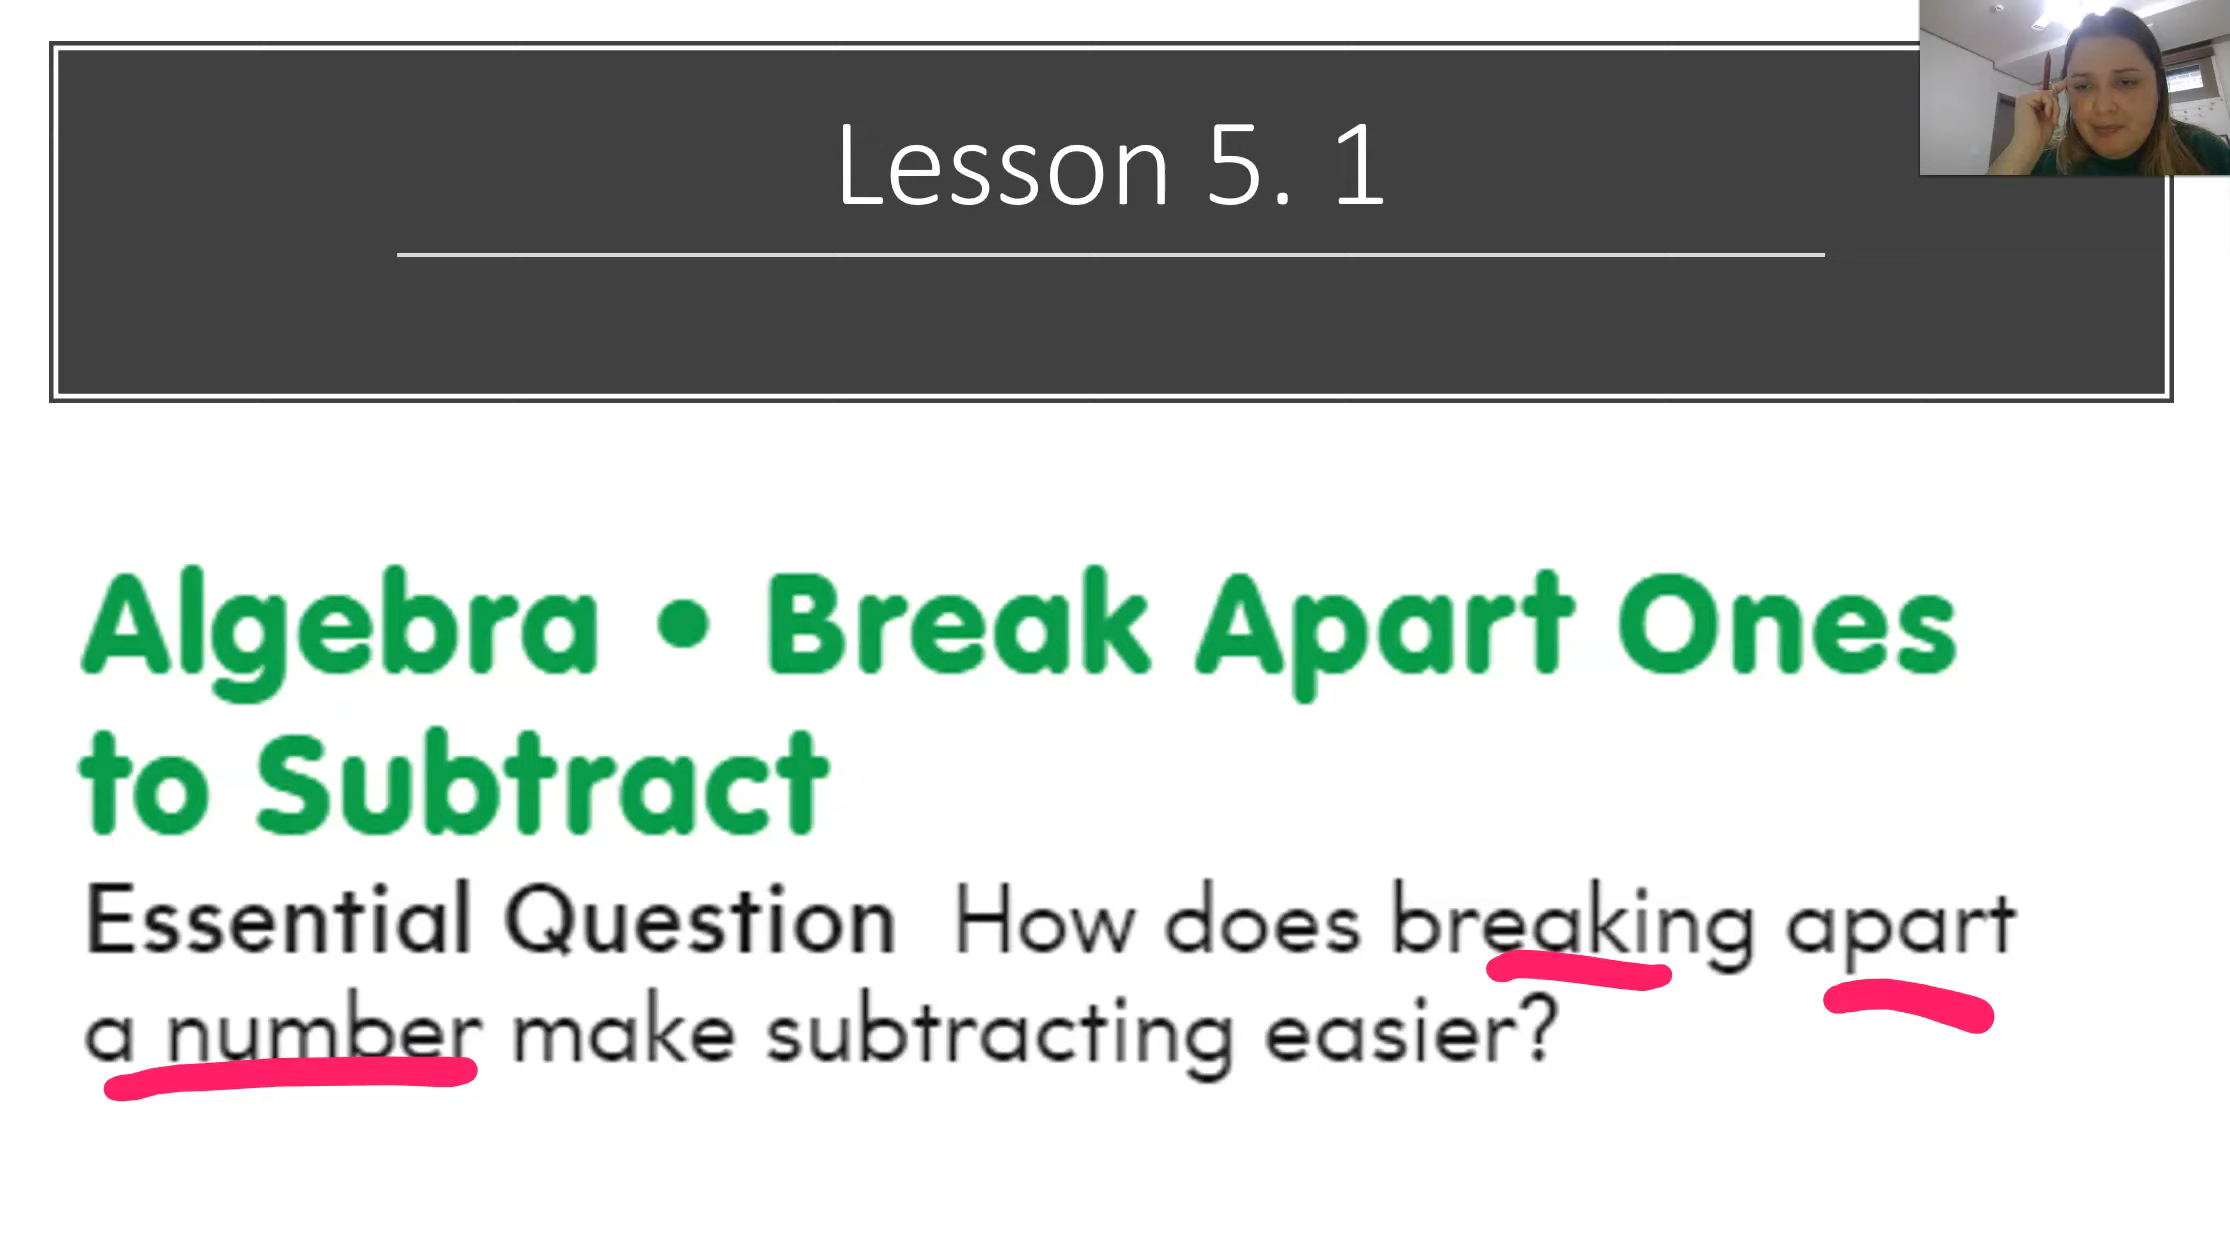 Lesson 5. 1
Algebra • Break Apart Ones
to Subtract
Essential Question How does breaking apart
a number make subtracting easier?